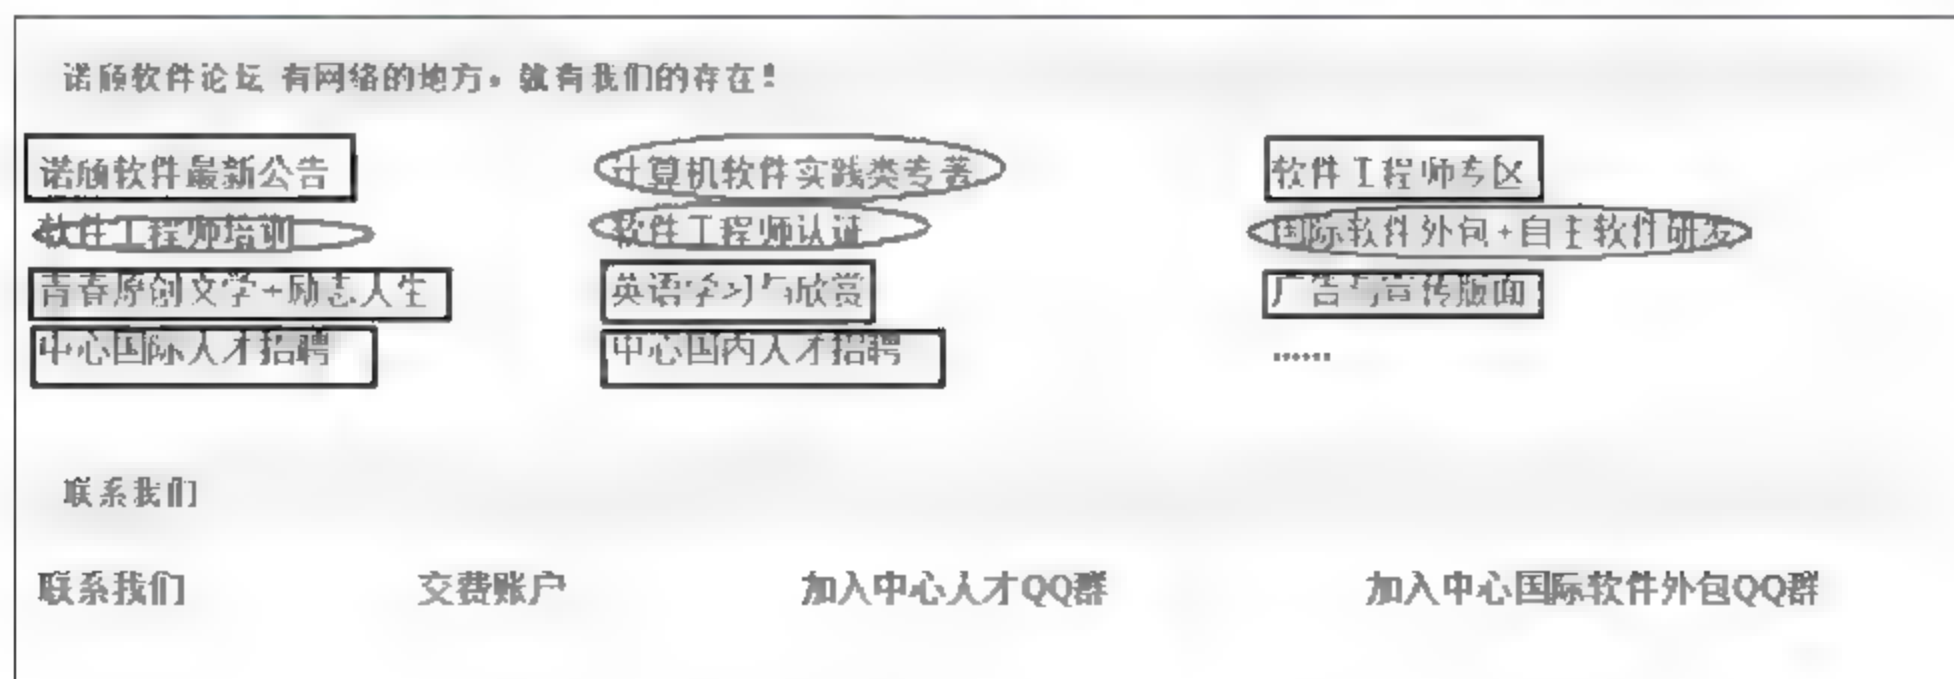 诺颀软件论坛 有网络的地方，就有我们的存在！
诺颀软件最新公告 计算机软件实践类专著 软件工程师专区
软件工程师培训 软件工程师认证 国际软件外包+自主软件研发
青春原创文学+励志人生 英语学习与欣赏 广告与宣传版面
中心国际人才招聘 中心国内人才招聘 ……
联系我们
联系我们 交费账户 加入中心人才QQ群 加入中心国际软件外包QQ群